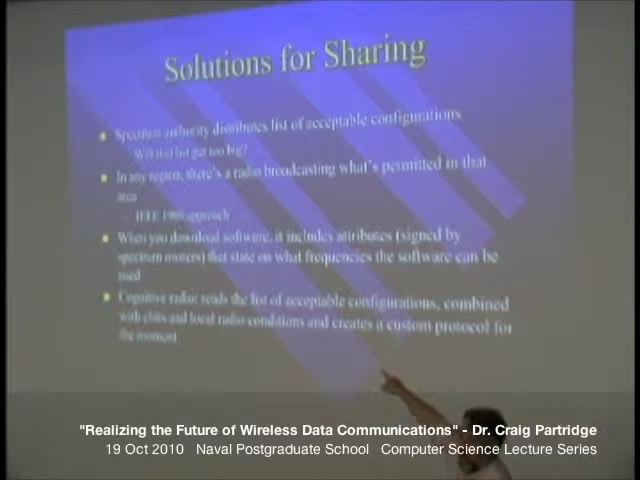 Solutions for Sharing
Spectrum authority distributes list of acceptable configurations
Will that list get too big?
In any region, there's a radio broadcasting what's permitted in that
area
IEEE 1900 approach
When you download software, it includes attributes (signed by
spectrum owners) that state on what frequencies the software can be
used
Cognitive radio reads the list of acceptable configurations, combined
with and local radio conditions and creates a custom protocol for
the moment
"Realizing the Future of Wireless Data Communications" - Dr. Craig Partridge
19 Oct 2010 Naval Postgraduate School Computer Science Lecture Series